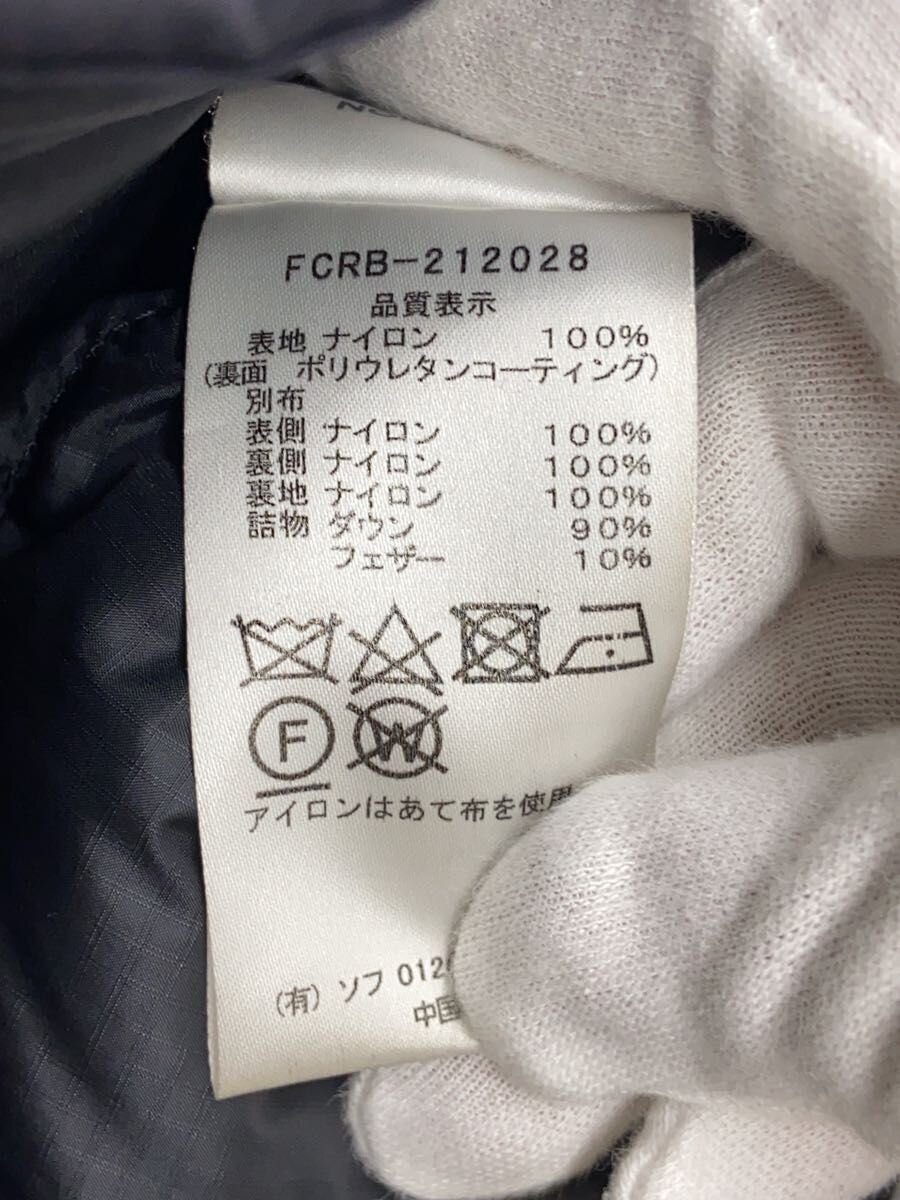 FCRB-212028
品質表示
表地 ナイロン 100%
(裏面 ポリウレタンコーティング)
別布
表側 ナイロン 100%
裏側 ナイロン 100%
裏地 ナイロン 100%
詰物 ダウン 90%
フェザー 10%
F W
アイロンはあて布を使用
(有) ソフ 012
中国